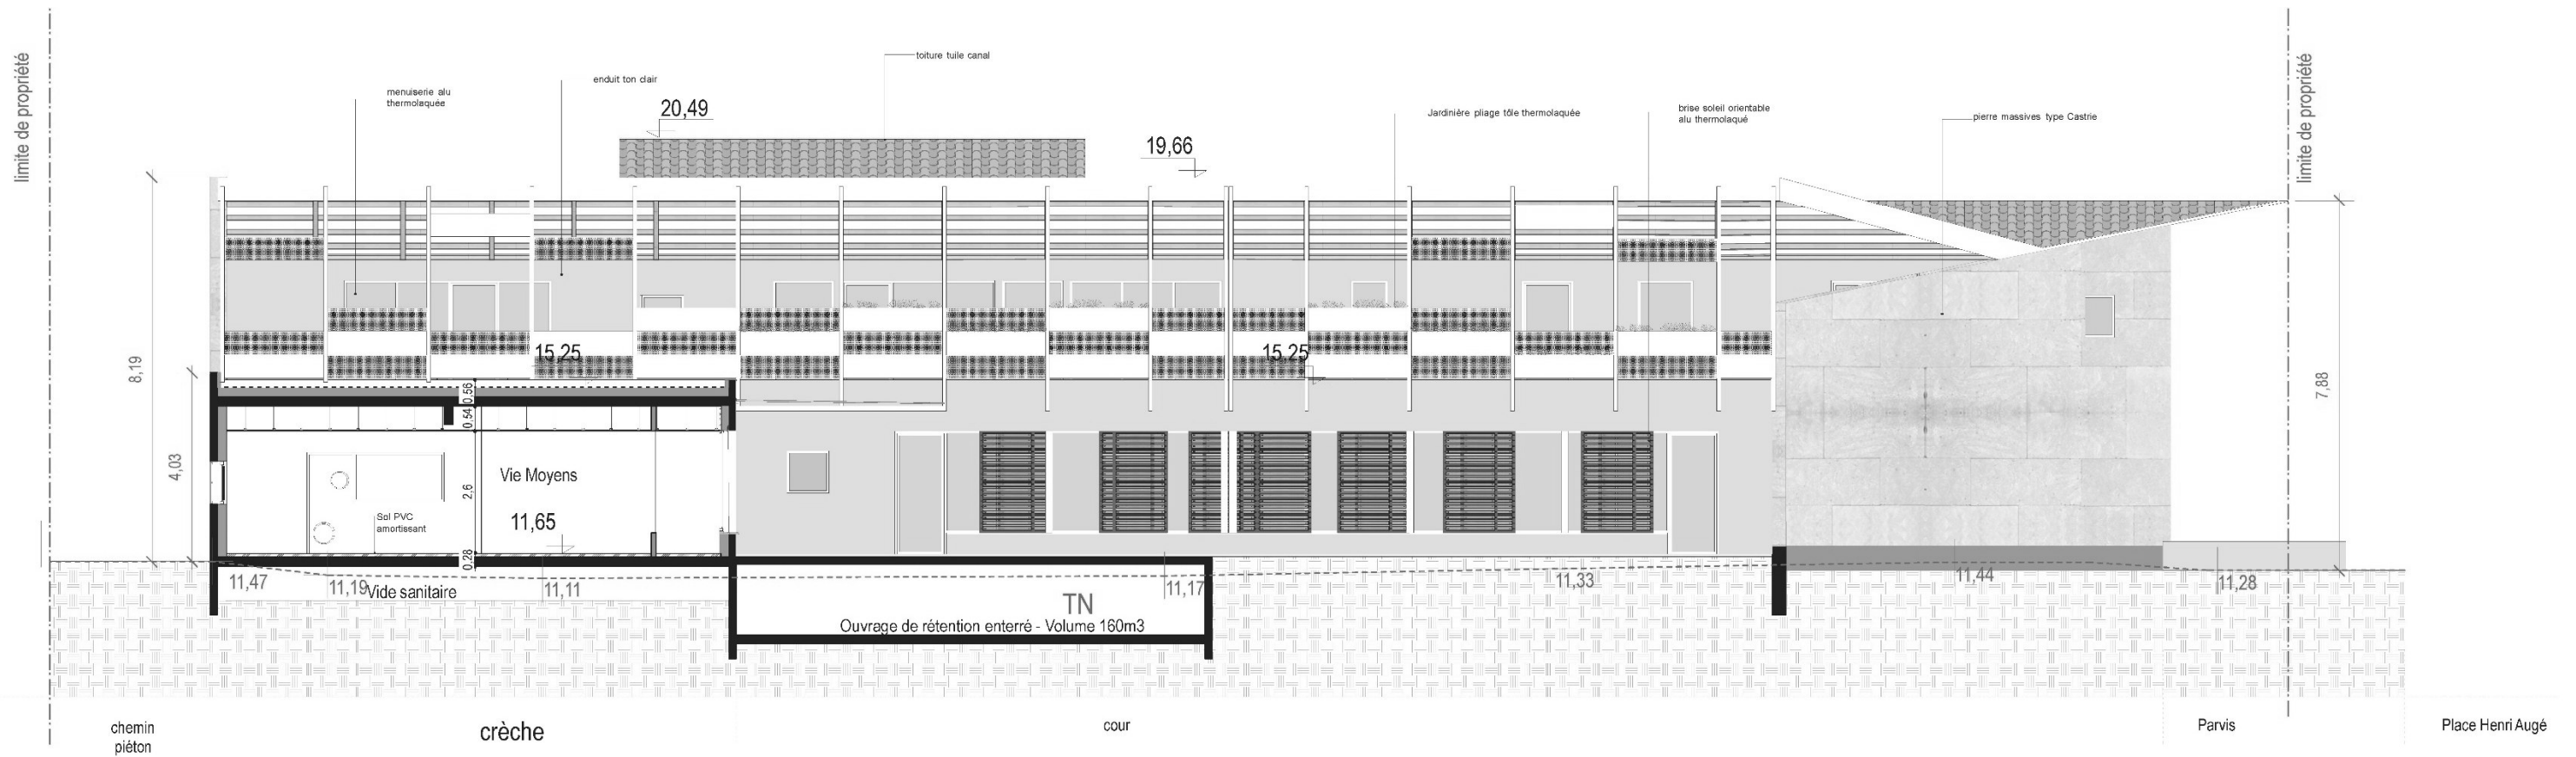 limite de propriété
toiture tuile canal
limite de propriété
enduit ton clair
menuiserie alu
thermolaquée
20,49
Jardinière pliage tôle thermolaquée
brise soleil orientable
alu thermolaqué
pierre massives type Castrie
19,66
8,19
15,25
15,25
7,88
0,56
0,54
4,03
Vie Moyens
2,6
Sol PVC
amortissant
11,65
0,28
11,47
11,19
Vide sanitaire
11,11
TN
11,17
11,33
11,44
11,28
Ouvrage de rétention enterré - Volume 160m3
chemin
piéton
crèche
cour
Parvis
Place Henri Augé